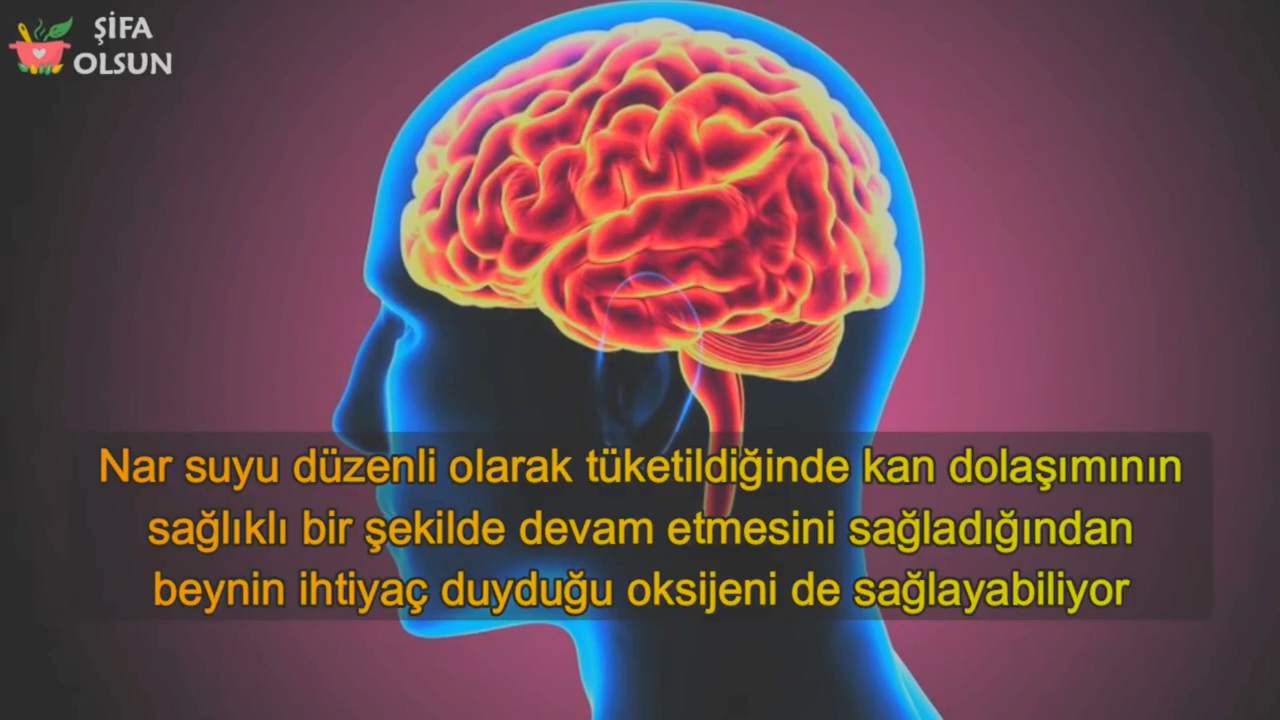 ŞİFA
OLSUN
Nar suyu düzenli olarak tüketildiğinde kan dolaşımının
sağlıklı bir şekilde devam etmesini sağladığından
beynin ihtiyaç duyduğu oksijeni de sağlayabiliyor